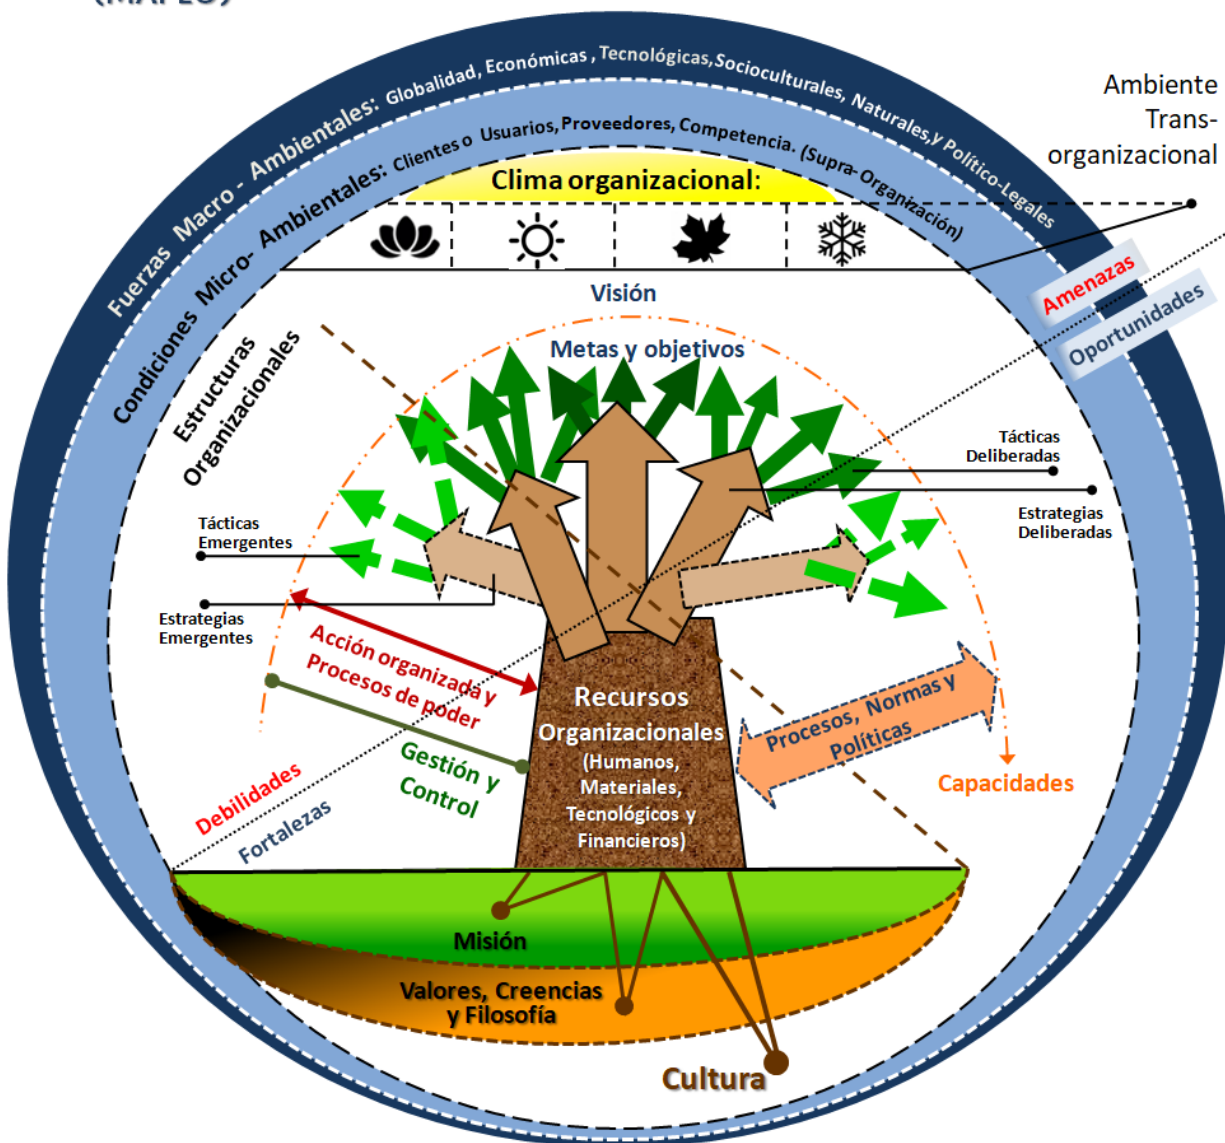 Fuerzas Macro - Ambientales: Globalidad, Económicas , Tecnológicas,Socioculturales, Naturales,y Político-Legales
Condiciones Micro- Ambientales: Clientes o Usuarios, Proveedores, Competencia. (Supra- Organización)
Ambiente
Trans-
organizacional
Clima organizacional:
Visión
Amenazas
Oportunidades
Estructuras
Organizacionales
Metas y objetivos
Tácticas
Deliberadas
Estrategias
Deliberadas
Tácticas
Emergentes
Estrategias
Emergentes
Acción organizada y
Procesos de poder
Gestión y
Control
Recursos
Organizacionales
(Humanos,
Materiales,
Tecnológicos y
Financieros)
Procesos, Normas y
Políticas
Capacidades
Debilidades
Fortalezas
Misión
Valores, Creencias
y Filosofía
Cultura